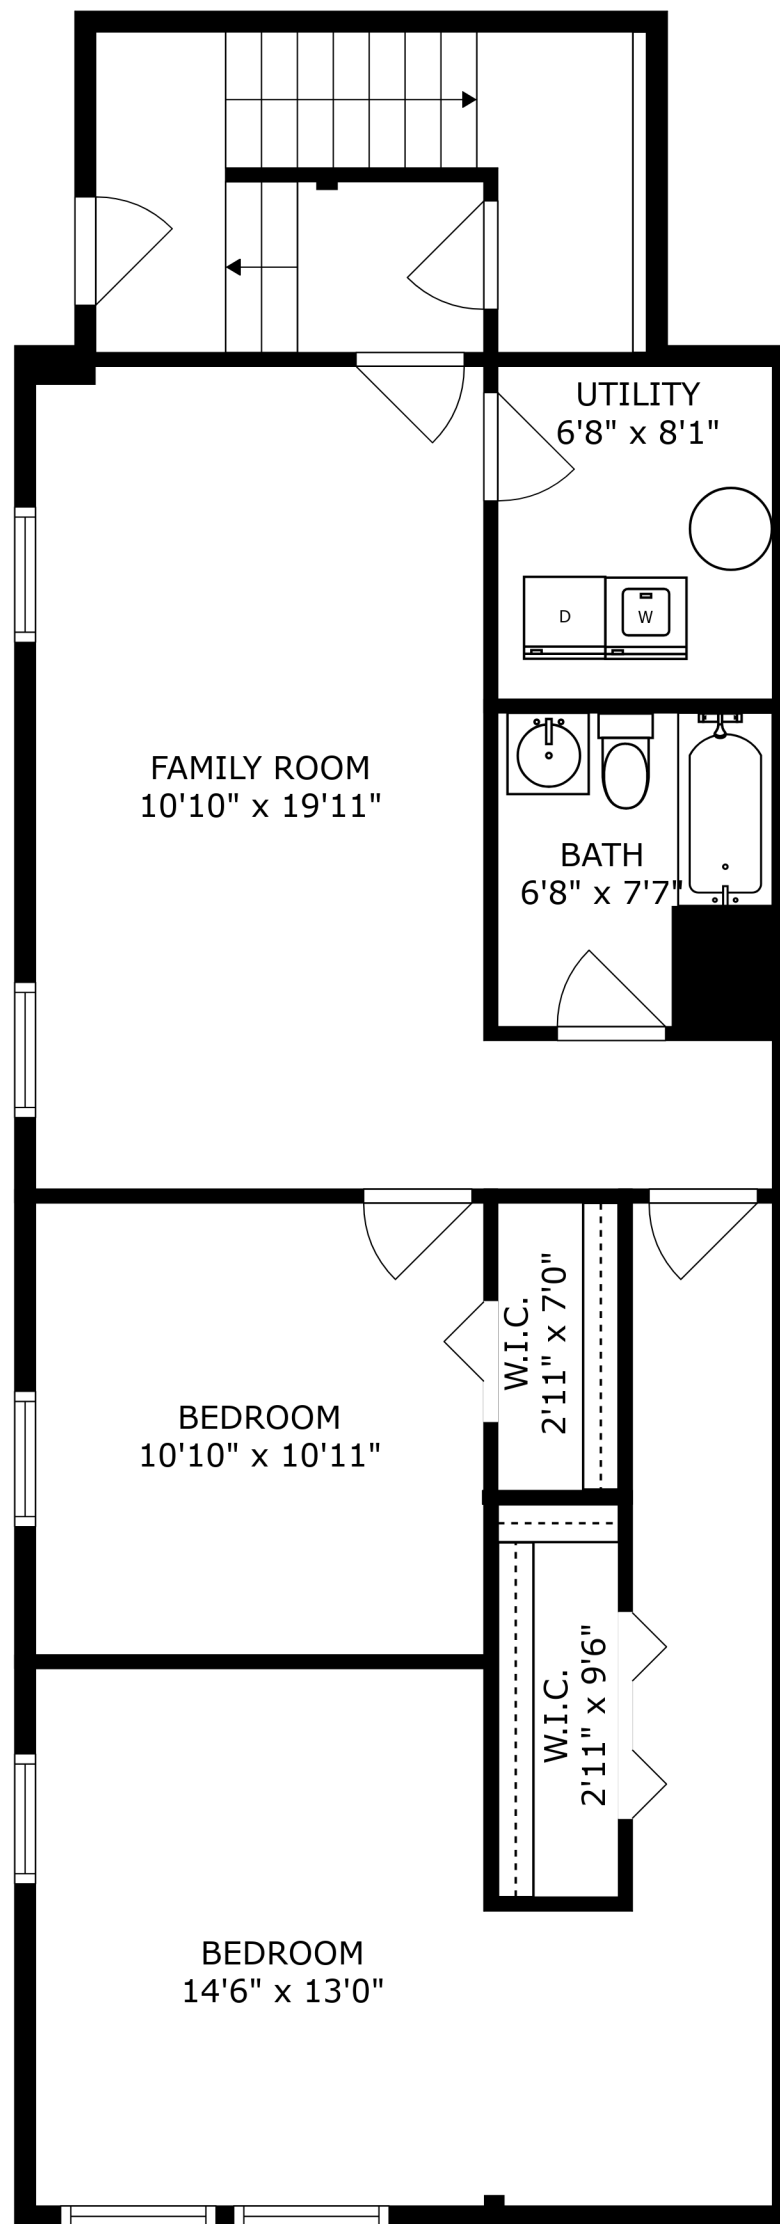 UTILITY
6'8" x 8'1"
D
W
FAMILY ROOM
10'10" x 19'11"
BATH
6'8" x 7'7"
W.I.C.
2'11" x 7'0"
BEDROOM
10'10" x 10'11"
W.I.C.
2'11" x 9'6"
BEDROOM
14'6" x 13'0"